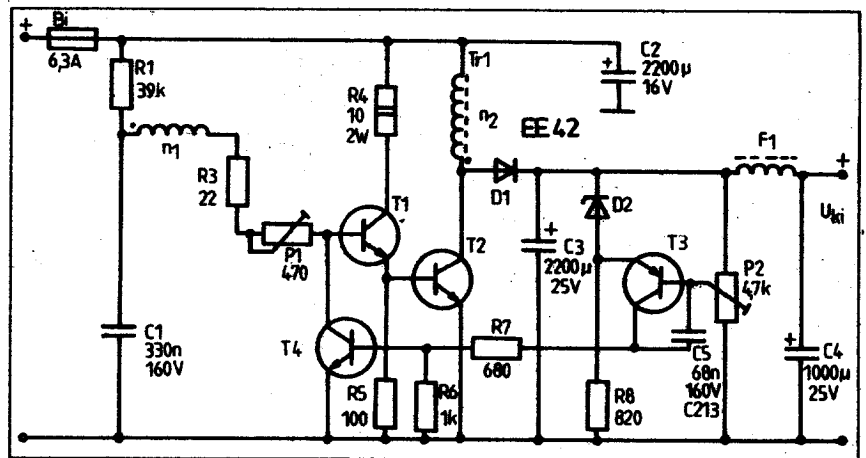 +
Bi
6,3A
R1
39k
n1
R3
22
P1
470
C1
330n
160V
R4
10
2W
T1
T2
T4
R5
100
R6
1k
Tr1
n2
EE42
D1
+
C2
2200µ
16V
+
C3
2200µ
25V
D2
T3
R7
680
R8
820
C5
68n
160V
C213
P2
4,7k
F1
+
Uki
+
C4
1000µ
25V